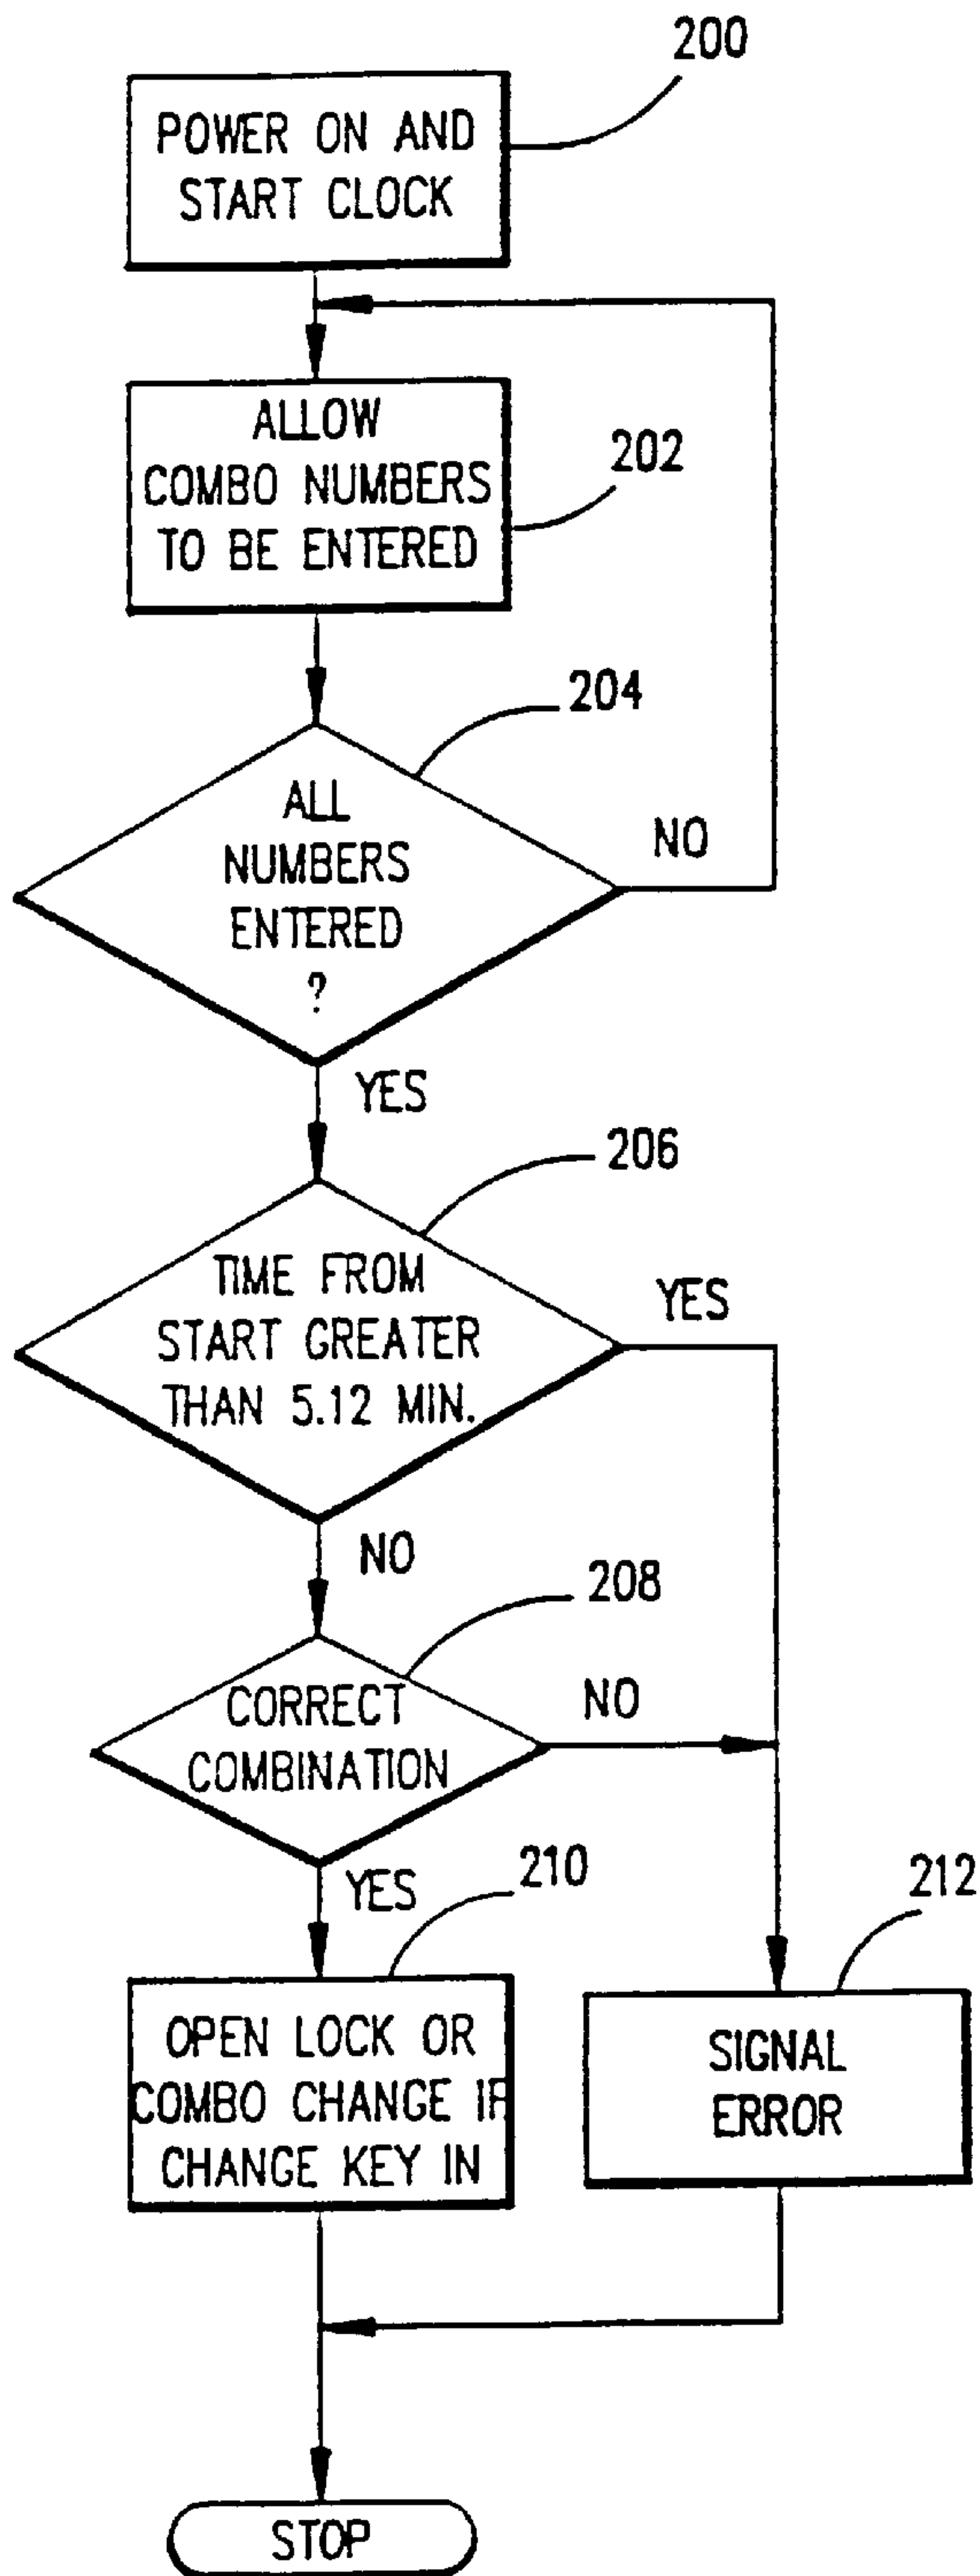 200
POWER ON AND
START CLOCK
ALLOW
COMBO NUMBERS
TO BE ENTERED
202
204
ALL
NUMBERS
ENTERED
?
NO
YES
206
TIME FROM
START GREATER
THAN 5.12 MIN.
YES
NO
208
CORRECT
COMBINATION
NO
YES
210
212
OPEN LOCK OR
COMBO CHANGE IF
CHANGE KEY IN
SIGNAL
ERROR
STOP